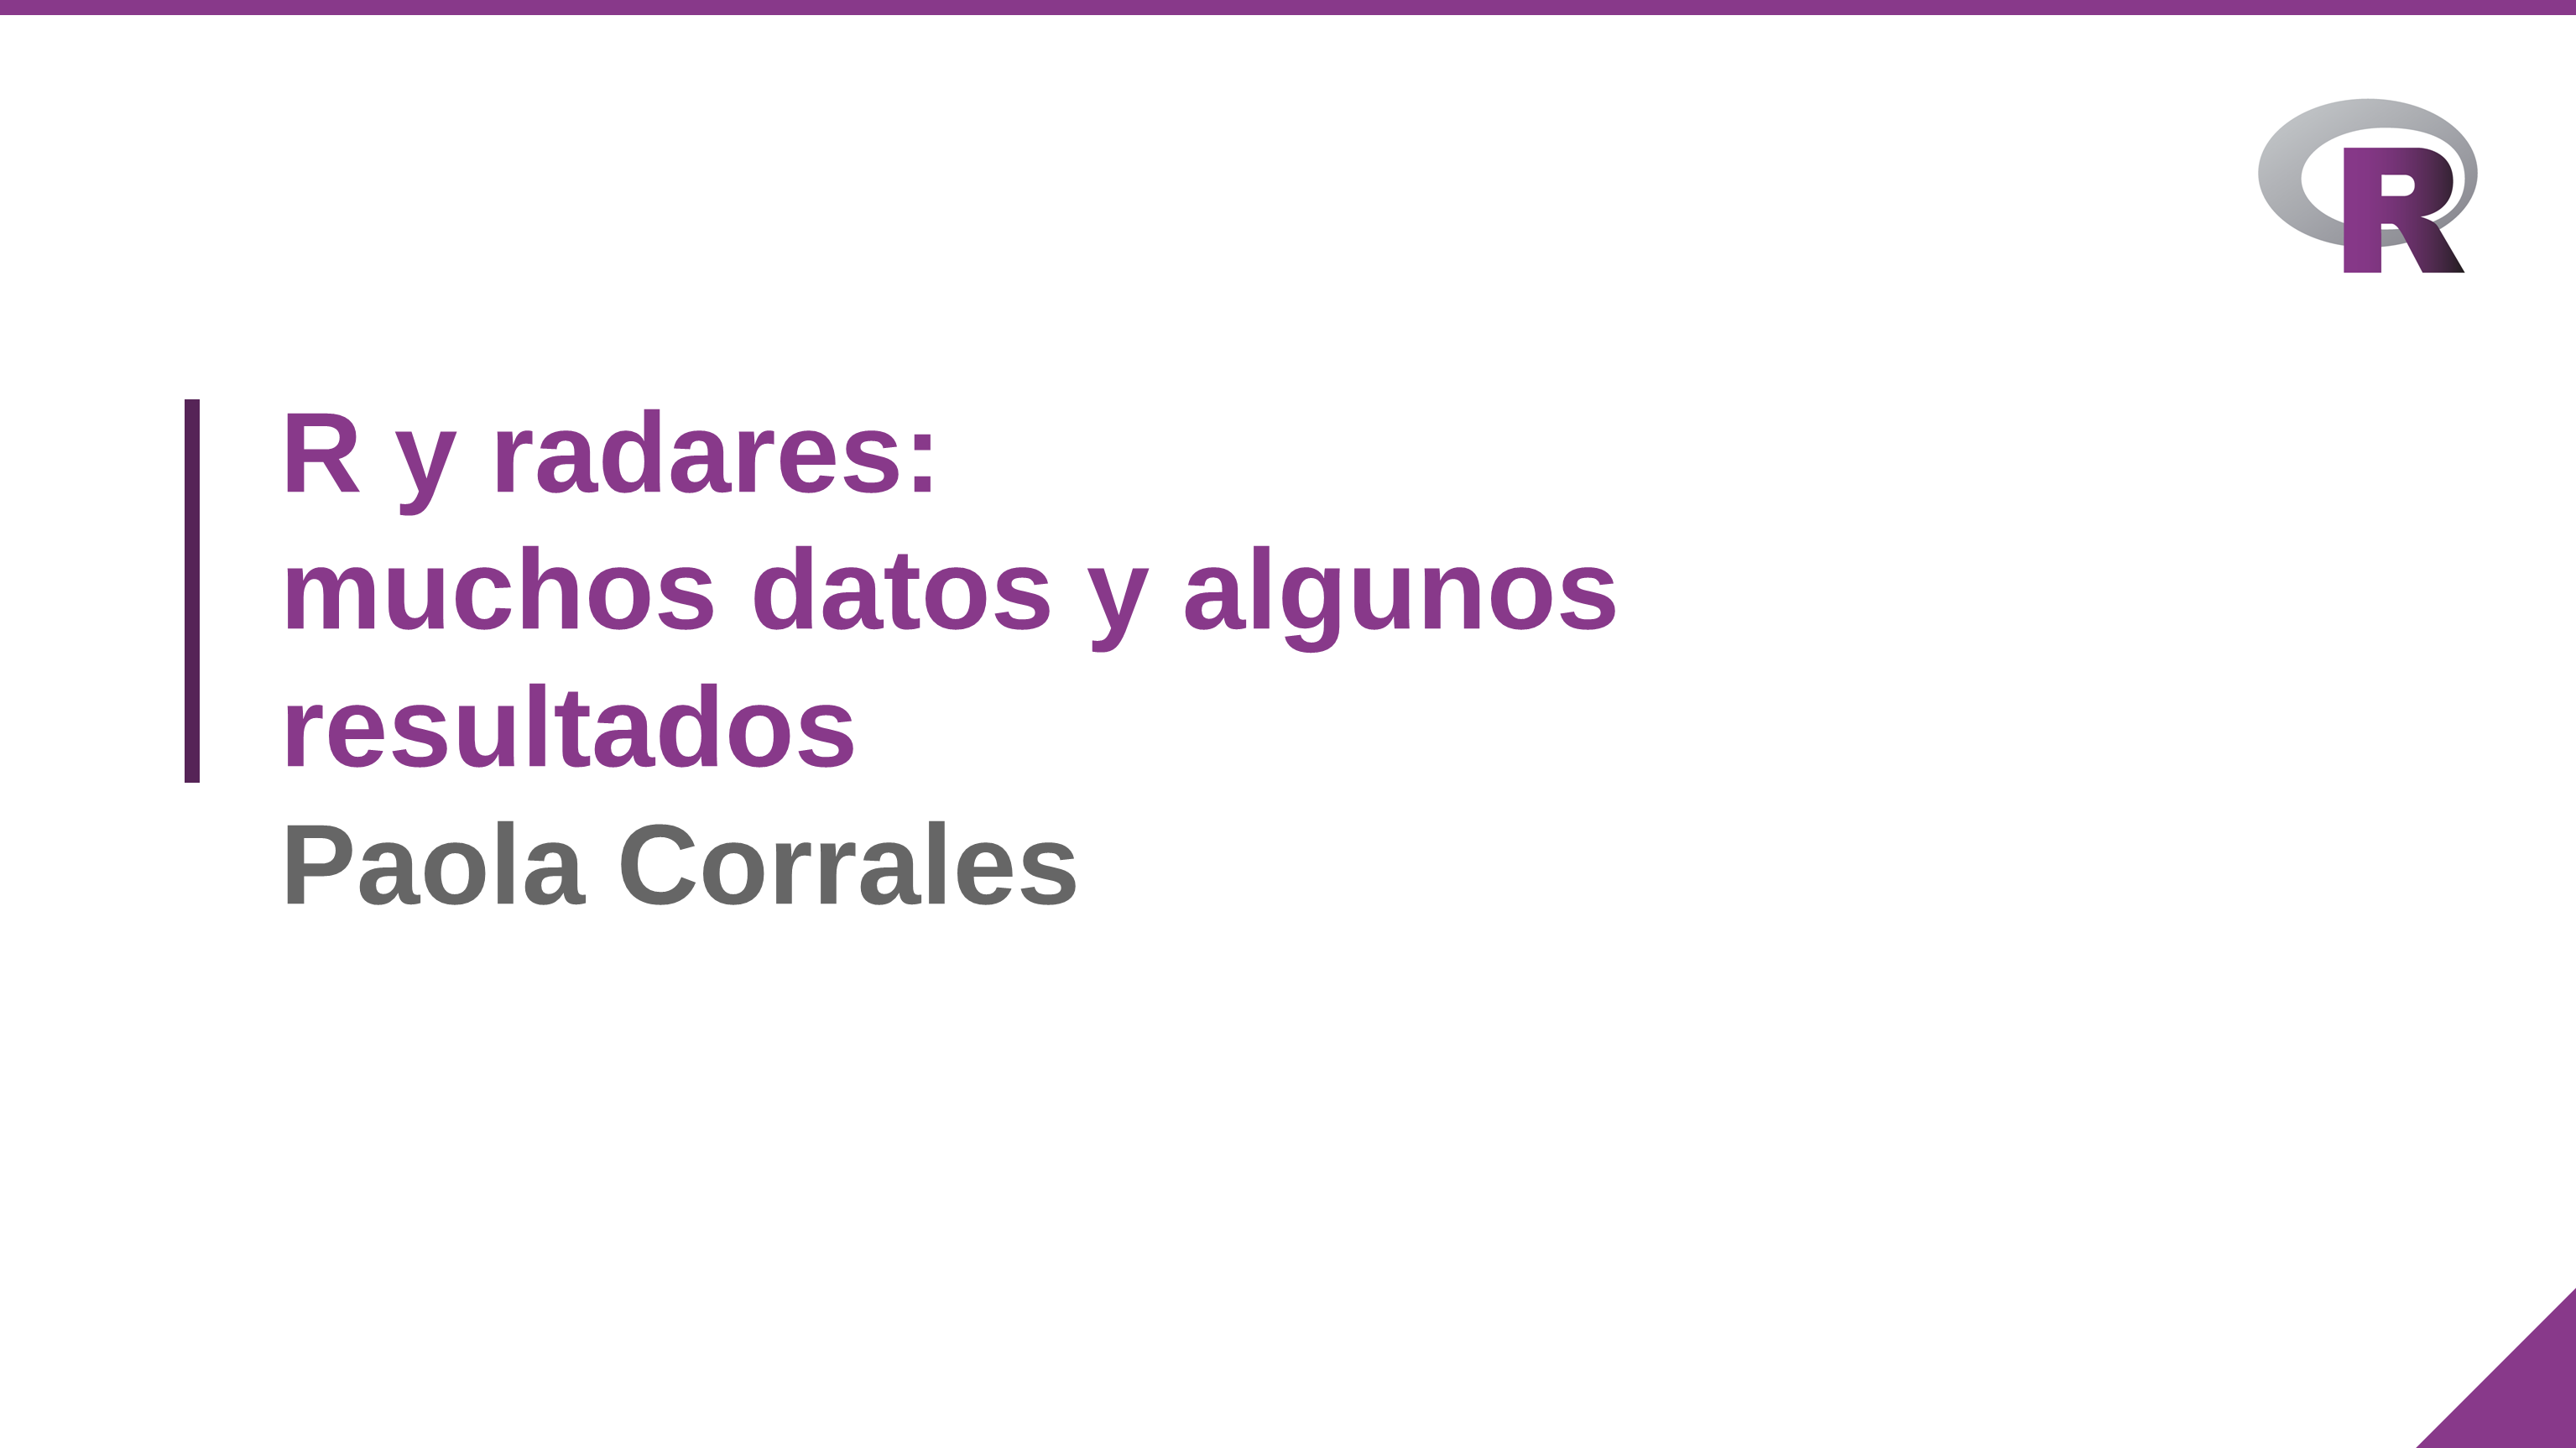 R
R y radares:
muchos datos y algunos
resultados
Paola Corrales